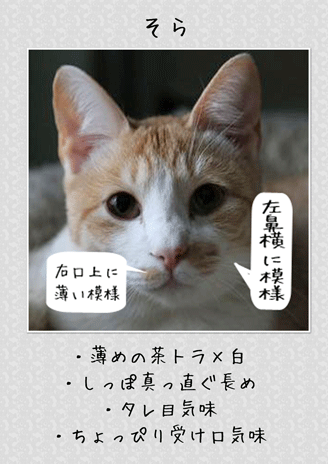 そら
左鼻横に模様
右口上に
薄い模様
・薄めの茶トラ×白
・しっぽ真っ直ぐ長め
・タレ目気味
・ちょっぴり受け口気味